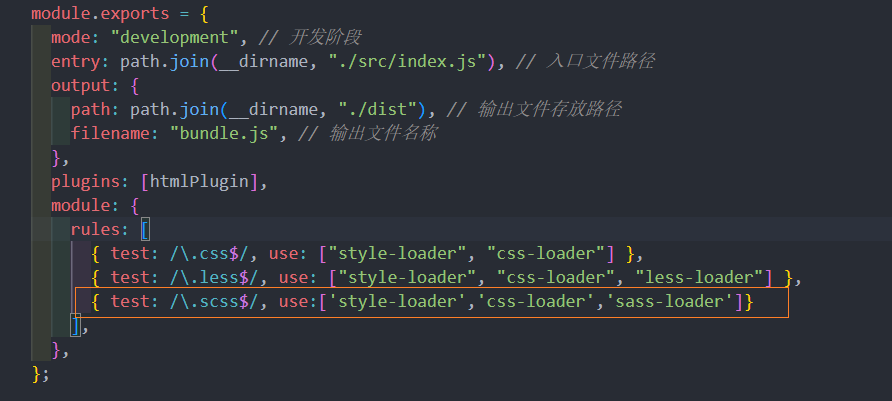 module.exports = {
  mode: "development", // 开发阶段
  entry: path.join(__dirname, "./src/index.js"), // 入口文件路径
  output: {
    path: path.join(__dirname, "./dist"), // 输出文件存放路径
    filename: "bundle.js", // 输出文件名称
  },
  plugins: [htmlPlugin],
  module: {
    rules: [
      { test: /\.css$/, use: ["style-loader", "css-loader"] },
      { test: /\.less$/, use: ["style-loader", "css-loader", "less-loader"] },
      { test: /\.scss$/, use:['style-loader','css-loader','sass-loader']}
    ],
  },
};